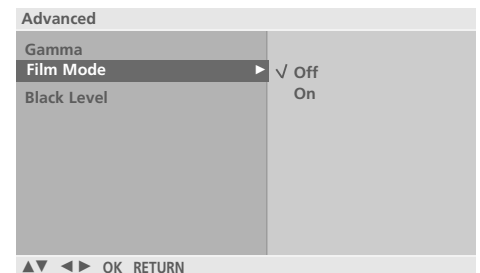 Advanced
Gamma
Film Mode ▶ √ Off
On
Black Level
▲▼ ◀▶ OK RETURN